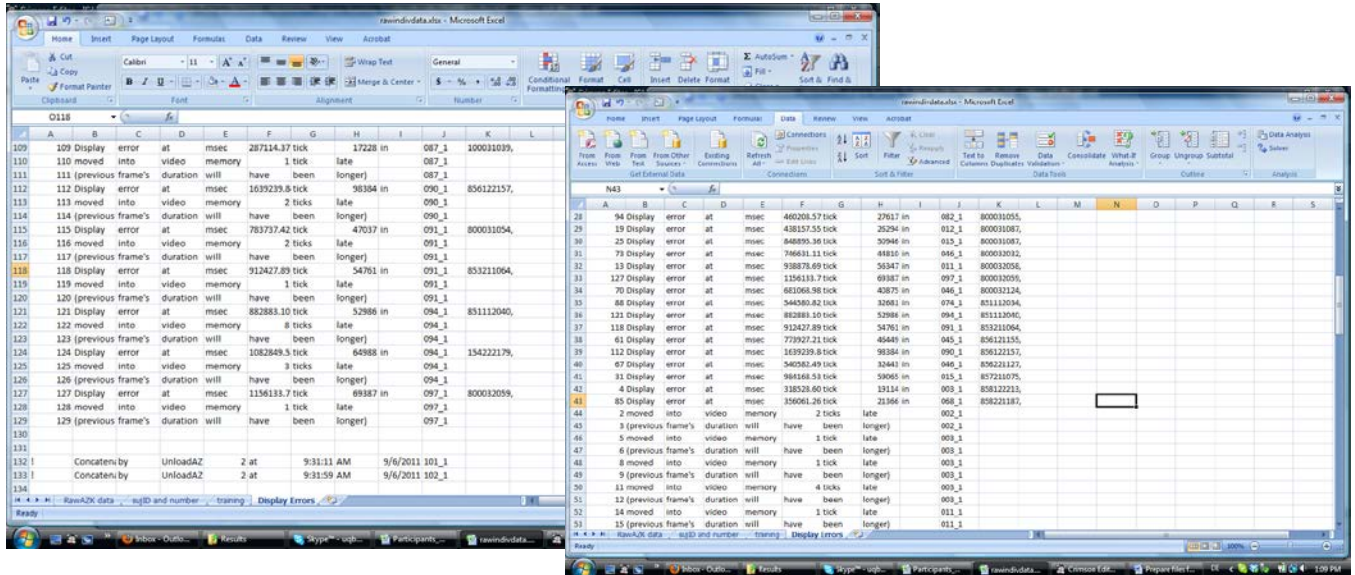 rawindivdata.xlsx - Microsoft Excel
Home Insert Page Layout Formulas Data Review View Acrobat
Cut
Copy
Format Painter
Paste
Calibri 11
Wrap Text
Merge & Center
General
Conditional Formatting
Format
Cell
Insert Delete Format
AutoSum
Fill
Sort & Find &
Clipboard Font Alignment Number
O118
A B C D E F G H I J K L
109 109 Display error at msec 287114.37 tick 17228 in 087_1 100031039,
110 110 moved into video memory 1 tick late 087_1
111 111 (previous frame's duration will have been longer) 087_1
112 112 Display error at msec 1639239.8 tick 98384 in 090_1 856122157,
113 113 moved into video memory 2 ticks late 090_1
114 114 (previous frame's duration will have been longer) 090_1
115 115 Display error at msec 783737.42 tick 47037 in 091_1 800031054,
116 116 moved into video memory 2 ticks late 091_1
117 117 (previous frame's duration will have been longer) 091_1
118 118 Display error at msec 912427.89 tick 54761 in 091_1 853211064,
119 119 moved into video memory 1 tick late 091_1
120 120 (previous frame's duration will have been longer) 091_1
121 121 Display error at msec 882883.10 tick 52986 in 094_1 851112040,
122 122 moved into video memory 8 ticks late 094_1
123 123 (previous frame's duration will have been longer) 094_1
124 124 Display error at msec 1082849.5 tick 64988 in 094_1 154222179,
125 125 moved into video memory 3 ticks late 094_1
126 126 (previous frame's duration will have been longer) 094_1
127 127 Display error at msec 1156133.7 tick 69387 in 097_1 800032059,
128 128 moved into video memory 1 tick late 097_1
129 129 (previous frame's duration will have been longer) 097_1
130
131
132 ! Concatena by UnloadAZ 2 at 9:31:11 AM 9/6/2011 101_1
133 ! Concatena by UnloadAZ 2 at 9:31:59 AM 9/6/2011 102_1
134
RawAZK data sujID and number training Display Errors
Ready
Inbox - Outlo... Results Skype™ - uqb... Participants_... rawindivdata...
rawindivdata.xlsx - Microsoft Excel
Home Insert Page Layout Formulas Data Review View Acrobat
From Access
From Web
From Text
From Other Sources
Existing Connections
Refresh All
Connections
Properties
Edit Links
Sort
Filter
Clear
Reapply
Advanced
Text to Columns
Remove Duplicates
Data Validation
Consolidate
What-If Analysis
Group Ungroup Subtotal
Data Analysis
Solver
Get External Data Connections Sort & Filter Data Tools Outline Analysis
N43
A B C D E F G H I J K L M N O P Q R S
28 94 Display error at msec 460208.57 tick 27617 in 082_1 800031055,
29 19 Display error at msec 438157.55 tick 26294 in 012_1 800031087,
30 25 Display error at msec 848895.36 tick 50946 in 015_1 800031087,
31 73 Display error at msec 746631.11 tick 44810 in 046_1 800032032,
32 13 Display error at msec 938878.69 tick 56347 in 011_1 800032058,
33 127 Display error at msec 1156133.7 tick 69387 in 097_1 800032059,
34 70 Display error at msec 681068.98 tick 40875 in 046_1 800032124,
35 88 Display error at msec 544580.82 tick 32681 in 074_1 851112034,
36 121 Display error at msec 882883.10 tick 52986 in 094_1 851112040,
37 118 Display error at msec 912427.89 tick 54761 in 091_1 853211064,
38 61 Display error at msec 773927.21 tick 46449 in 045_1 856121155,
39 112 Display error at msec 1639239.8 tick 98384 in 090_1 856122157,
40 67 Display error at msec 540582.49 tick 32443 in 046_1 856221127,
41 31 Display error at msec 984168.53 tick 59065 in 015_1 857211075,
42 4 Display error at msec 318528.60 tick 19114 in 003_1 858122213,
43 85 Display error at msec 356061.26 tick 21366 in 068_1 858221187,
44 2 moved into video memory 2 ticks late 002_1
45 3 (previous frame's duration will have been longer) 002_1
46 5 moved into video memory 1 tick late 003_1
47 6 (previous frame's duration will have been longer) 003_1
48 8 moved into video memory 1 tick late 003_1
49 9 (previous frame's duration will have been longer) 003_1
50 11 moved into video memory 4 ticks late 003_1
51 12 (previous frame's duration will have been longer) 003_1
52 14 moved into video memory 1 tick late 011_1
53 15 (previous frame's duration will have been longer) 011_1
RawAZK data sujID and number training Display Errors
Ready
100%
Inbox - Outlo... Results Skype™ - uqb... Participants_... rawindivdata... Crimson Edit... Prepare files f... 1:09 PM